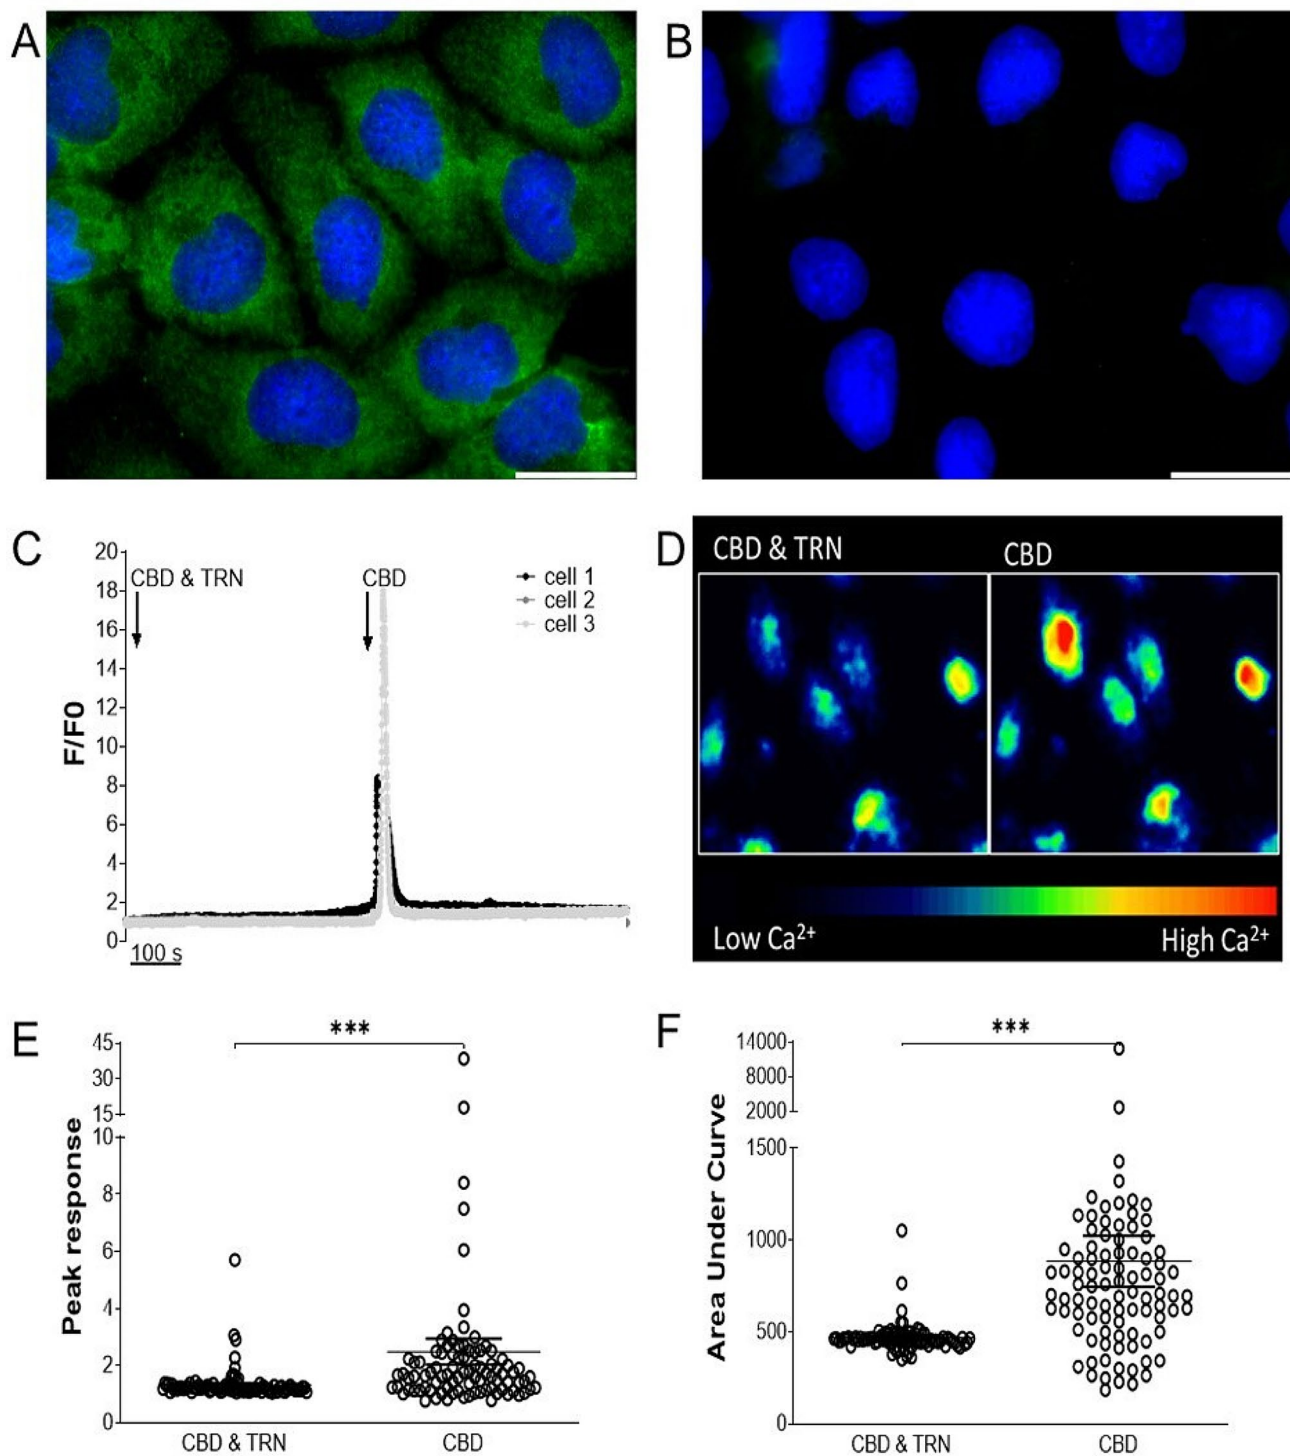 A
B
C
20
18
16
14
12
10
8
6
4
2
0
F/F0
CBD & TRN
CBD
cell 1
cell 2
cell 3
100 s
D
CBD & TRN
CBD
Low Ca²⁺
High Ca²⁺
E
***
45
30
15
10
8
6
4
2
0
Peak response
CBD & TRN
CBD
F
***
14000
8000
2000
1500
1000
500
0
Area Under Curve
CBD & TRN
CBD